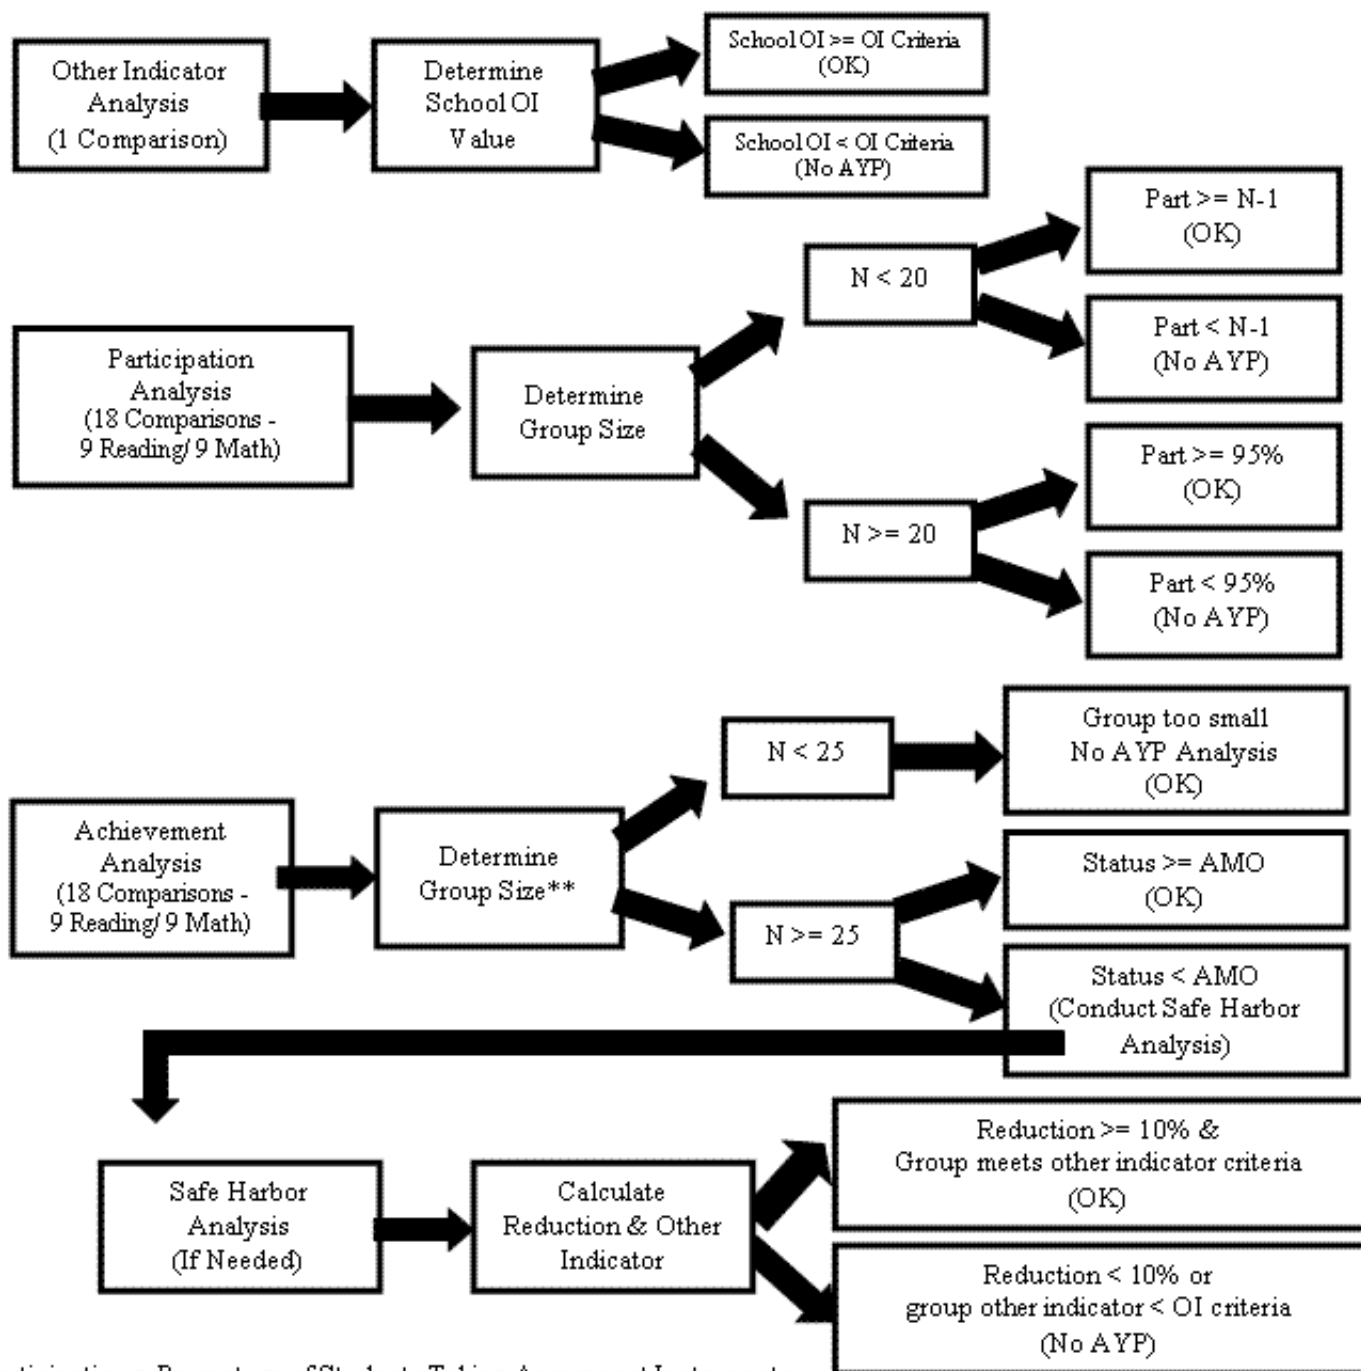 Other Indicator
Analysis
(1 Comparison)
Determine
School OI
Value
School OI >= OI Criteria
(OK)
School OI < OI Criteria
(No AYP)
Participation
Analysis
(18 Comparisons -
9 Reading/ 9 Math)
Determine
Group Size
N < 20
Part >= N-1
(OK)
Part < N-1
(No AYP)
N >= 20
Part >= 95%
(OK)
Part < 95%
(No AYP)
Achievement
Analysis
(18 Comparisons -
9 Reading/ 9 Math)
Determine
Group Size**
N < 25
Group too small
No AYP Analysis
(OK)
N >= 25
Status >= AMO
(OK)
Status < AMO
(Conduct Safe Harbor
Analysis)
Safe Harbor
Analysis
(If Needed)
Calculate
Reduction & Other
Indicator
Reduction >= 10% &
Group meets other indicator criteria
(OK)
Reduction < 10% or
group other indicator < OI criteria
(No AYP)